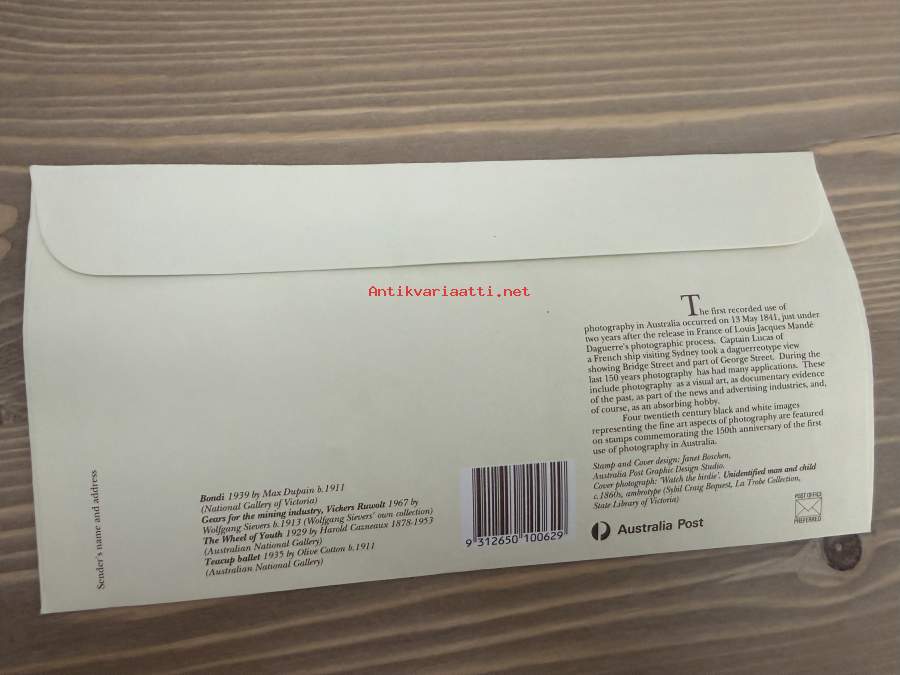 Antikvariaatti.net
The first recorded use of
photography in Australia occurred on 13 May 1841, just under
two years after the release in France of Louis Jacques Mandé
Daguerre's photographic process. Captain Lucas of
a French ship visiting Sydney took a daguerreotype view
showing Bridge Street and part of George Street. During the
last 150 years photography has had many applications. These
include photography as a visual art, as documentary evidence
of the past, as part of the news and advertising industries, and,
of course, as an absorbing hobby.
Four twentieth century black and white images
representing the fine art aspects of photography are featured
on stamps commemorating the 150th anniversary of the first
use of photography in Australia.
Stamp and Cover design: Janet Boschen,
Australia Post Graphic Design Studio.
Cover photograph: 'Watch the birdie'. Unidentified man and child
c.1860s, ambrotype (Sybil Craig Bequest, La Trobe Collection,
State Library of Victoria)
Australia Post
POST OFFICE
PREFERRED
9 312650 100629
Bondi 1939 by Max Dupain b.1911
(National Gallery of Victoria)
Gears for the mining industry, Vickers Ruwolt 1967 by
Wolfgang Sievers b.1913 (Wolfgang Sievers' own collection)
The Wheel of Youth 1929 by Harold Cazneaux 1878-1953
(Australian National Gallery)
Teacup ballet 1935 by Olive Cotton b.1911
(Australian National Gallery)
Sender's name and address